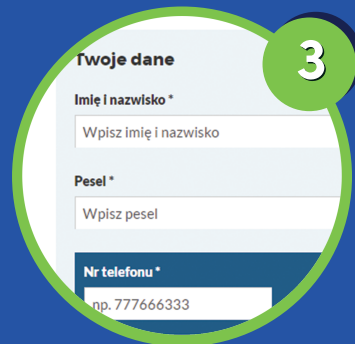 3
Twoje dane
Imię i nazwisko *
Wpisz imię i nazwisko
Pesel *
Wpisz pesel
Nr telefonu *
np. 777666333